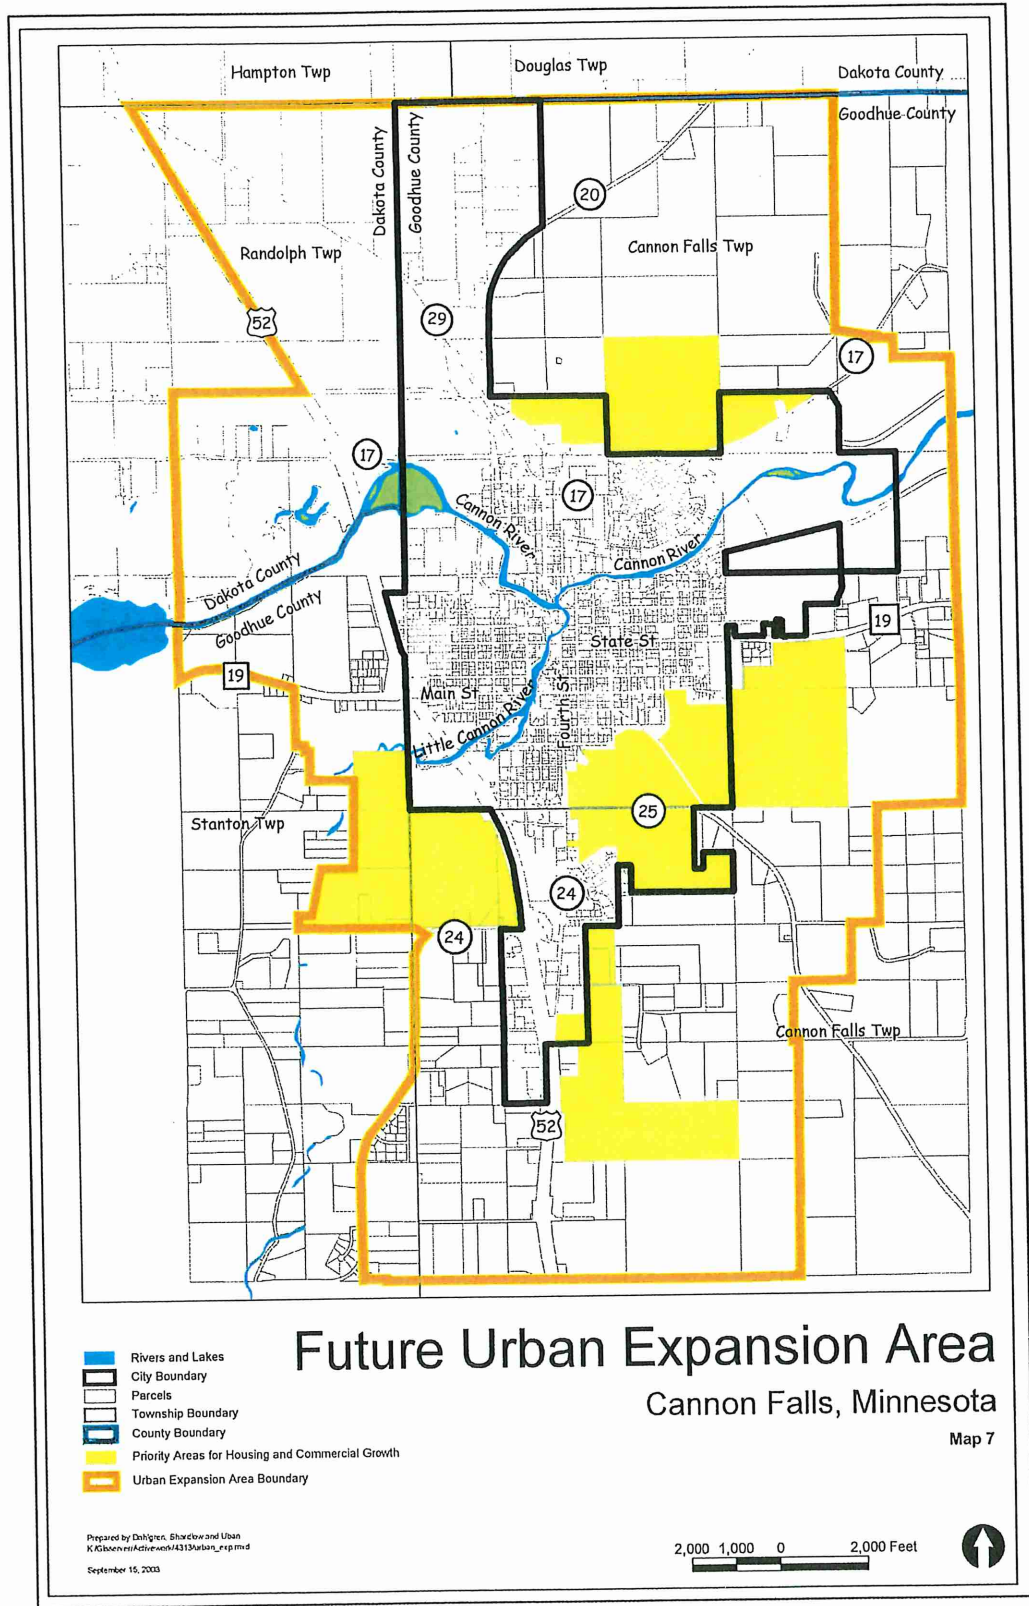 Hampton Twp
Douglas Twp
Dakota County
Goodhue County
Dakota County
Goodhue County
20
Randolph Twp
Cannon Falls Twp
52
29
17
17
17
Cannon River
Cannon River
Dakota County
Goodhue County
19
State St
19
Main St
Little Cannon River
Fourth St
25
Stanton Twp
24
24
Cannon Falls Twp
52
Future Urban Expansion Area
Cannon Falls, Minnesota
Map 7
Rivers and Lakes
City Boundary
Parcels
Township Boundary
County Boundary
Priority Areas for Housing and Commercial Growth
Urban Expansion Area Boundary
Prepared by Dahlgren, Shardlow and Uban
September 15, 2003
2,000 1,000 0 2,000 Feet